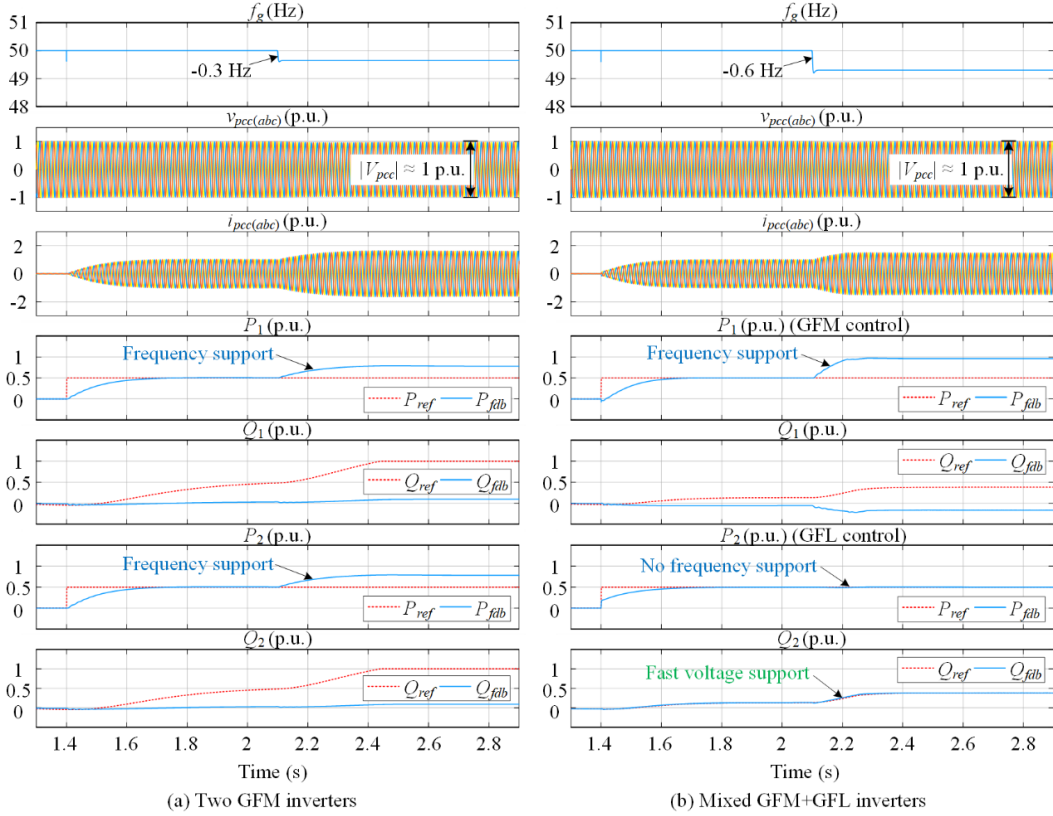 f_g (Hz)
51
50
49
48
-0.3 Hz
v_pcc(abc) (p.u.)
1
0
-1
|V_pcc| ≈ 1 p.u.
i_pcc(abc) (p.u.)
2
0
-2
P_1 (p.u.)
1
0.5
0
Frequency support
P_ref P_fdb
Q_1 (p.u.)
1
0.5
0
Q_ref Q_fdb
P_2 (p.u.)
1
0.5
0
Frequency support
P_ref P_fdb
Q_2 (p.u.)
1
0.5
0
Q_ref Q_fdb
1.4 1.6 1.8 2 2.2 2.4 2.6 2.8
Time (s)
(a) Two GFM inverters
f_g (Hz)
51
50
49
48
-0.6 Hz
v_pcc(abc) (p.u.)
1
0
-1
|V_pcc| ≈ 1 p.u.
i_pcc(abc) (p.u.)
2
0
-2
P_1 (p.u.) (GFM control)
1
0.5
0
Frequency support
P_ref P_fdb
Q_1 (p.u.)
1
0.5
0
Q_ref Q_fdb
P_2 (p.u.) (GFL control)
1
0.5
0
No frequency support
P_ref P_fdb
Q_2 (p.u.)
1
0.5
0
Q_ref Q_fdb
Fast voltage support
1.4 1.6 1.8 2 2.2 2.4 2.6 2.8
Time (s)
(b) Mixed GFM+GFL inverters